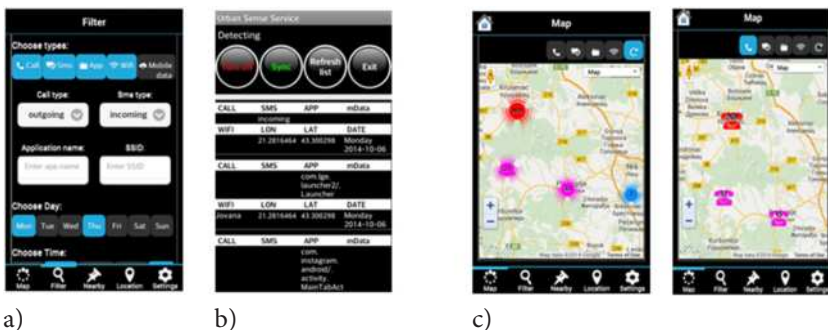 Filter
Choose types:
Call Sms App Wifi Mobile data
Call type: Sms type:
outgoing incoming
Application name: SSID:
Enter app name Enter SSID
Choose Day:
Mon Tue Wed Thu Fri Sat Sun
Choose Time:
Map Filter Nearby Location Settings
a)
Urban Sense Service
Detecting
Turn off Sync Refresh list Exit
CALL SMS APP mData
incoming
WIFI LON LAT DATE
21.2816464 43.300298 Monday
2014-10-06
CALL SMS APP mData
com.lge.
launcher2/.
Launcher
WIFI LON LAT DATE
Jovana 21.2816464 43.300298 Monday
2014-10-06
CALL SMS APP mData
com.
instagram.
android/.
activity.
MainTabAct
b)
Map
Map
Map Filter Nearby Location Settings
Map
Map
Map Filter Nearby Location Settings
c)